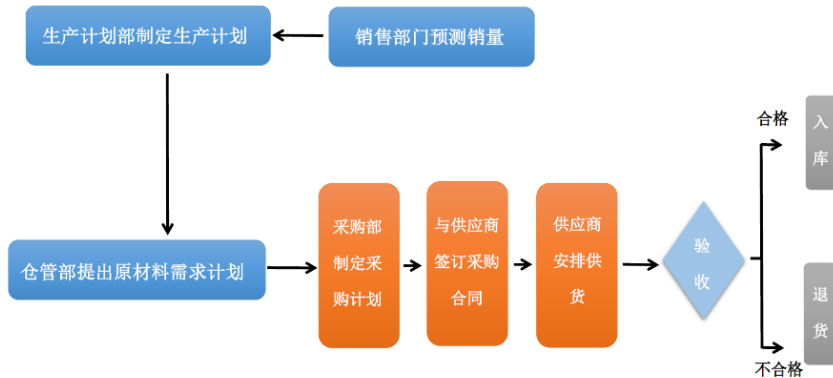 生产计划部制定生产计划
销售部门预测销量
仓管部提出原材料需求计划
采购部
制定采
购计划
与供应商
签订采购
合同
供应商
安排供
货
验
收
合格
入
库
不合格
退
货